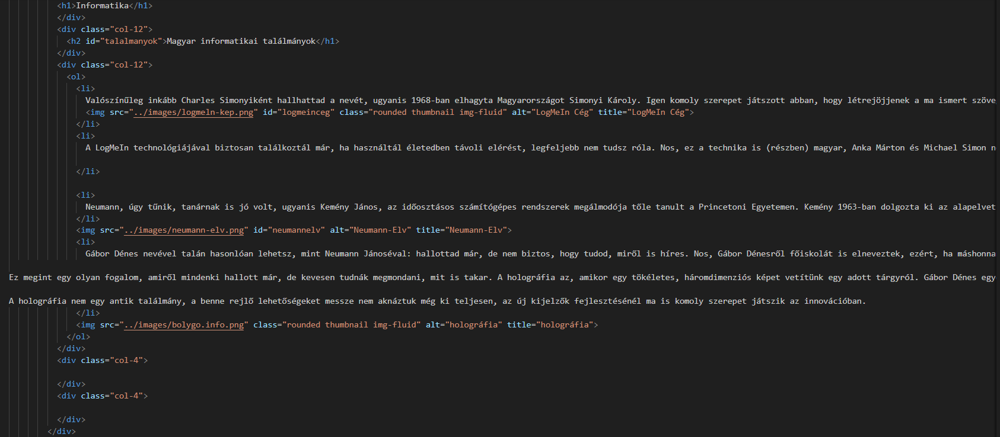 <h1>Informatika</h1>
</div>
<div class="col-12">
<h2 id="talalmanyok">Magyar informatikai találmányok</h1>
</div>
<div class="col-12">
<ol>
<li>
Valószínűleg inkább Charles Simonyiként hallhattad a nevét, ugyanis 1968-ban elhagyta Magyarországot Simonyi Károly. Igen komoly szerepet játszott abban, hogy létrejöjjenek a ma ismert szöve
<img src="../images/logmeln-kep.png" id="logmeinceg" class="rounded thumbnail img-fluid" alt="LogMeIn Cég" title="LogMeIn Cég">
</li>
<li>
A LogMeIn technológiájával biztosan találkoztál már, ha használtál életedben távoli elérést, legfeljebb nem tudsz róla. Nos, ez a technika is (részben) magyar, Anka Márton és Michael Simon n
</li>
<li>
Neumann, úgy tűnik, tanárnak is jó volt, ugyanis Kemény János, az időosztásos számítógépes rendszerek megálmodója tőle tanult a Princetoni Egyetemen. Kemény 1963-ban dolgozta ki az alapelvet
</li>
<img src="../images/neumann-elv.png" id="neumannelv" alt="Neumann-Elv" title="Neumann-Elv">
<li>
Gábor Dénes nevével talán hasonlóan lehetsz, mint Neumann Jánoséval: hallottad már, de nem biztos, hogy tudod, miről is híres. Nos, Gábor Dénesről főiskolát is elneveztek, ezért, ha máshonna
Ez megint egy olyan fogalom, amiről mindenki hallott már, de kevesen tudnák megmondani, mit is takar. A holográfia az, amikor egy tökéletes, háromdimenziós képet vetítünk egy adott tárgyról. Gábor Dénes egy
A holográfia nem egy antik találmány, a benne rejlő lehetőségeket messze nem aknáztuk még ki teljesen, az új kijelzők fejlesztésénél ma is komoly szerepet játszik az innovációban.
</li>
<img src="../images/bolygo.info.png" class="rounded thumbnail img-fluid" alt="holográfia" title="holográfia">
</ol>
</div>
<div class="col-4">
</div>
<div class="col-4">
</div>
</div>